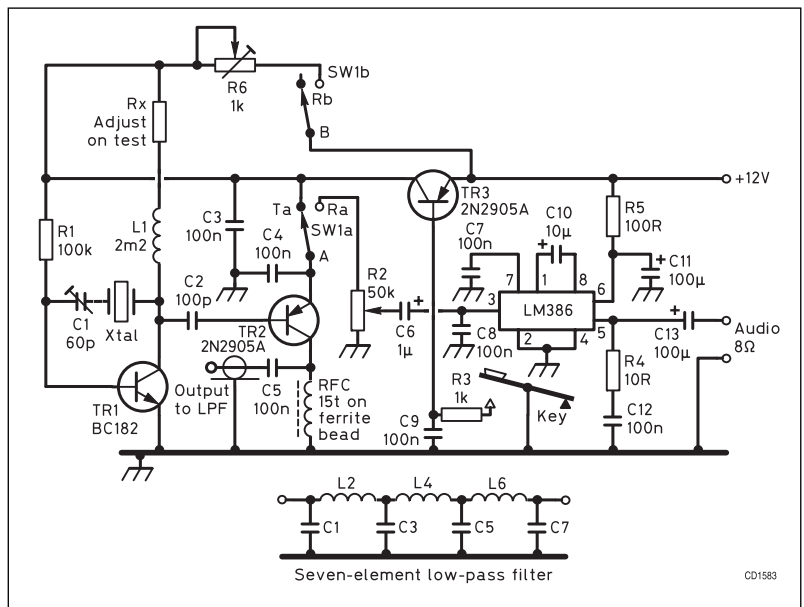 SW1b
R6
1k
Rb
Rx
Adjust
on test
B
+12V
TR3
2N2905A
Ta
Ra
SW1a
R1
100k
L1
2m2
C3
100n
C4
100n
A
C7
100n
C10
10μ
+
R5
100R
+
C11
100μ
C2
100p
R2
50k
+
C6
1μ
7
1
8
6
3
LM386
5
2
4
+
C13
100μ
Audio
8Ω
C1
60p
Xtal
TR2
2N2905A
C8
100n
R3
1k
Key
R4
10R
Output
to LPF
C5
100n
RFC
15t on
ferrite
bead
TR1
BC182
C9
100n
C12
100n
L2
L4
L6
C1
C3
C5
C7
Seven-element low-pass filter
CD1583